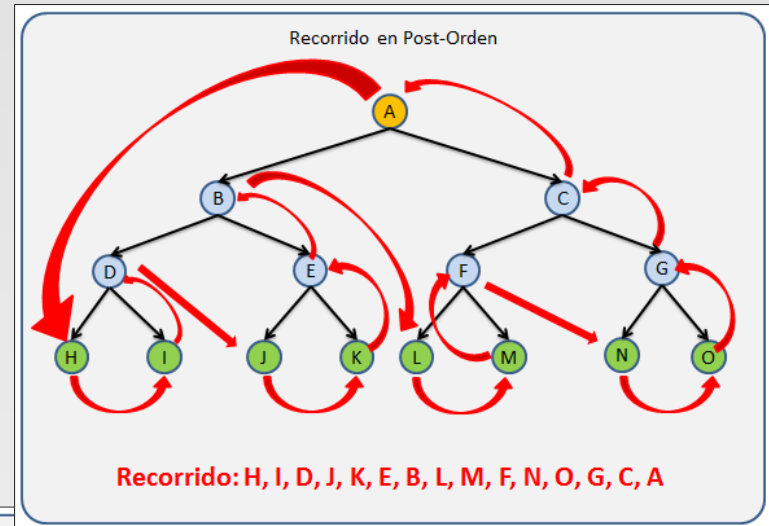 Recorrido en Post-Orden
A
B
C
D
E
F
G
H
I
J
K
L
M
N
O
Recorrido: H, I, D, J, K, E, B, L, M, F, N, O, G, C, A